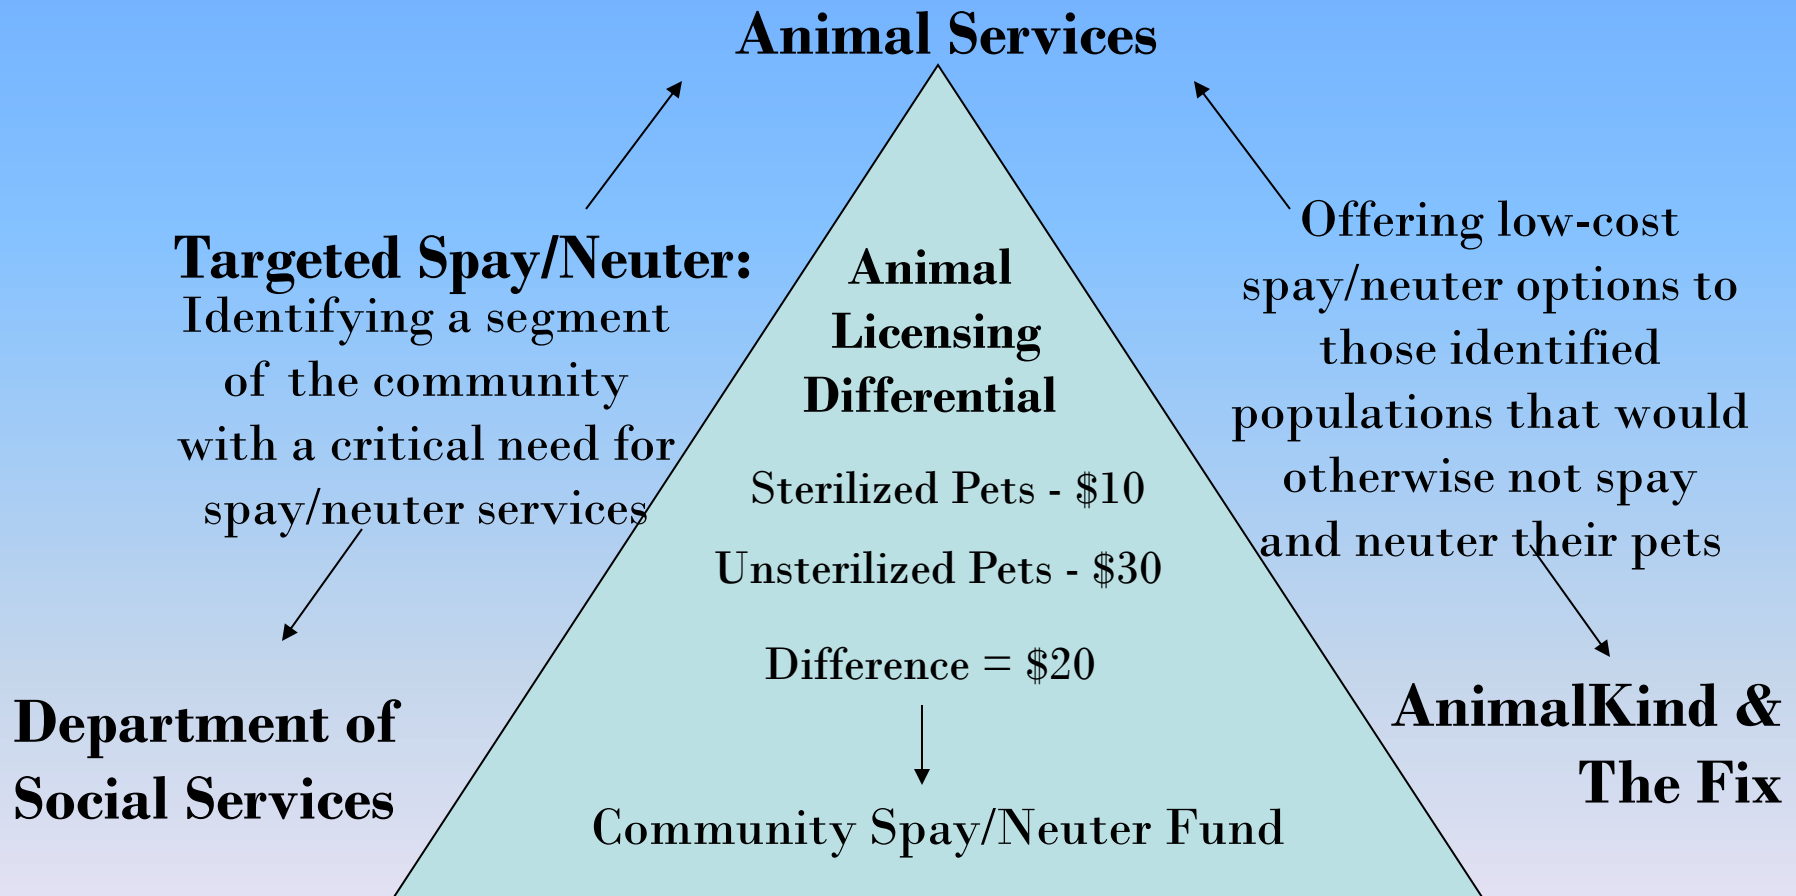 Animal Services
Targeted Spay/Neuter:
Identifying a segment
of the community
with a critical need for
spay/neuter services
Animal
Licensing
Differential
Sterilized Pets - $10
Unsterilized Pets - $30
Difference = $20
Community Spay/Neuter Fund
Offering low-cost
spay/neuter options to
those identified
populations that would
otherwise not spay
and neuter their pets
Department of
Social Services
AnimalKind &
The Fix